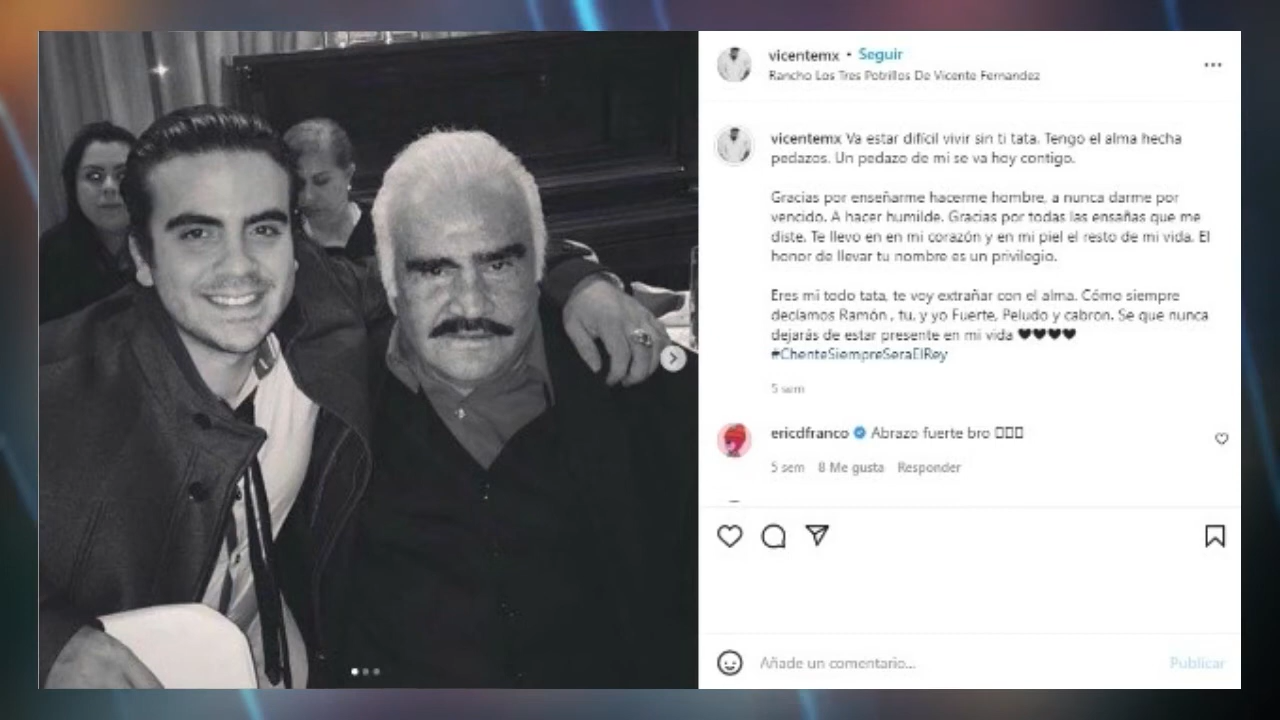 vicentemx • Seguir
Rancho Los Tres Potrillos De Vicente Fernandez
vicentemx Va estar difícil vivir sin ti tata. Tengo el alma hecha
pedazos. Un pedazo de mi se va hoy contigo.
Gracias por enseñarme hacerme hombre, a nunca darme por
vencido. A hacer humilde. Gracias por todas las ensañas que me
diste. Te llevo en en mi corazón y en mi piel el resto de mi vida. El
honor de llevar tu nombre es un privilegio.
Eres mi todo tata, te voy extrañar con el alma. Cómo siempre
decíamos Ramón , tu, y yo Fuerte, Peludo y cabron. Se que nunca
dejarás de estar presente en mi vida 🖤🖤🖤🖤
#ChenteSiempreSeraElRey
5 sem
ericdfranco Abrazo fuerte bro
5 sem 8 Me gusta Responder
Añade un comentario...
Publicar